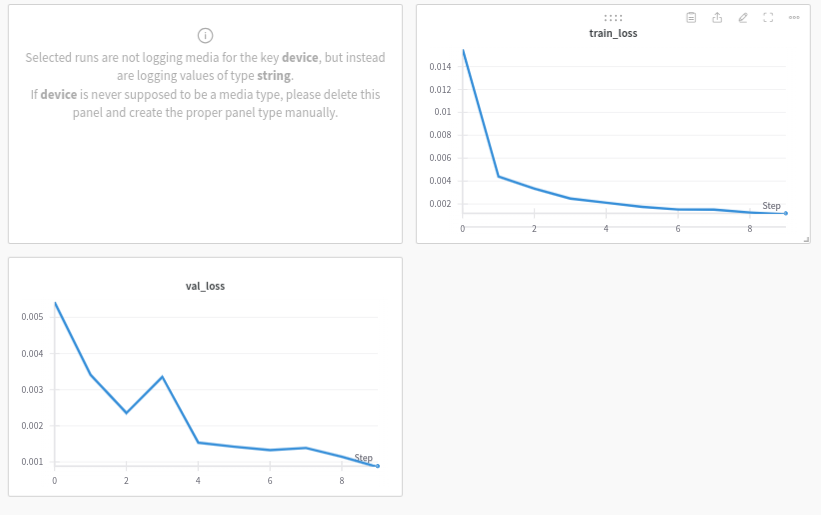 Selected runs are not logging media for the key device, but instead
are logging values of type string.
If device is never supposed to be a media type, please delete this
panel and create the proper panel type manually.
train_loss
0.014
0.012
0.01
0.008
0.006
0.004
0.002
Step
0 2 4 6 8
val_loss
0.005
0.004
0.003
0.002
0.001
Step
0 2 4 6 8